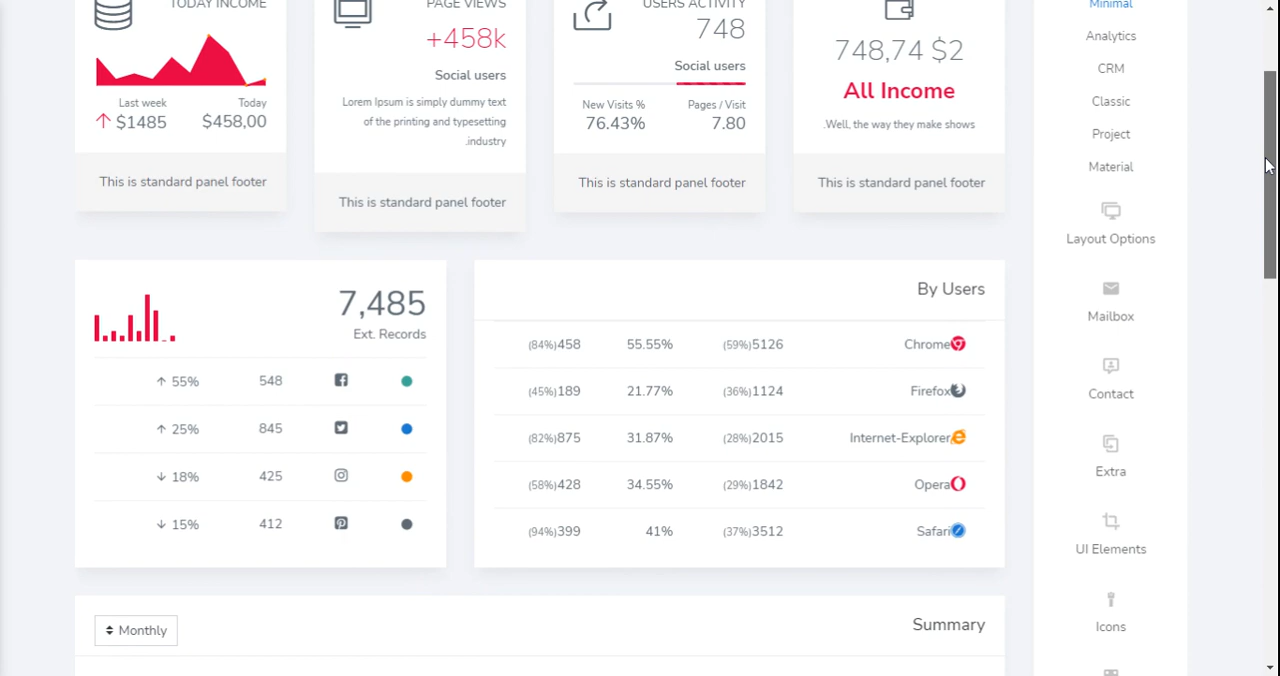 TODAY INCOME
Last week Today
$1485 $458,00
This is standard panel footer
PAGE VIEWS
+458k
Social users
Lorem Ipsum is simply dummy text
of the printing and typesetting
.industry
This is standard panel footer
USERS ACTIVITY
748
Social users
New Visits % Pages / Visit
76.43% 7.80
This is standard panel footer
748,74 $2
All Income
.Well, the way they make shows
This is standard panel footer
7,485
Ext. Records
↑ 55% 548
↑ 25% 845
↓ 18% 425
↓ 15% 412
By Users
(84%)458 55.55% (59%)5126 Chrome
(45%)189 21.77% (36%)1124 Firefox
(82%)875 31.87% (28%)2015 Internet-Explorer
(58%)428 34.55% (29%)1842 Opera
(94%)399 41% (37%)3512 Safari
Monthly
Summary
Minimal
Analytics
CRM
Classic
Project
Material
Layout Options
Mailbox
Contact
Extra
UI Elements
Icons